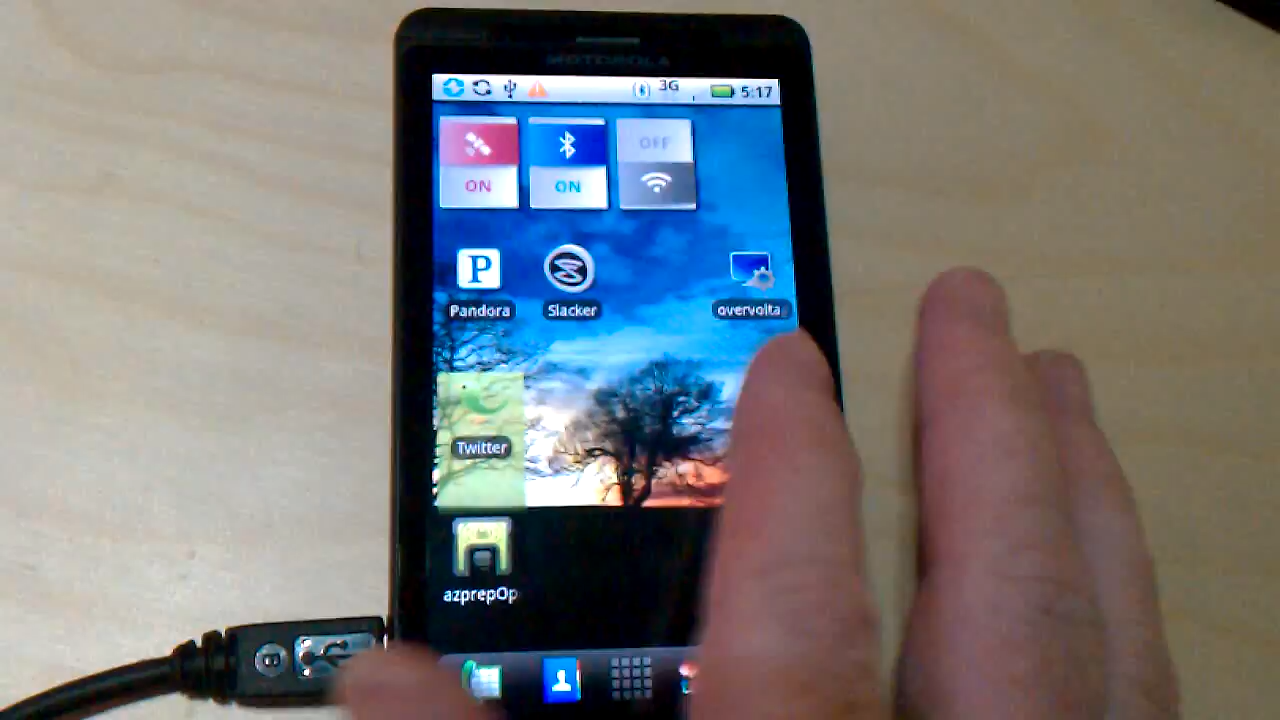 MOTOROLA
3G 5:17
OFF
ON ON
P
Pandora Slacker overvolta
Twitter
azprepOp
B